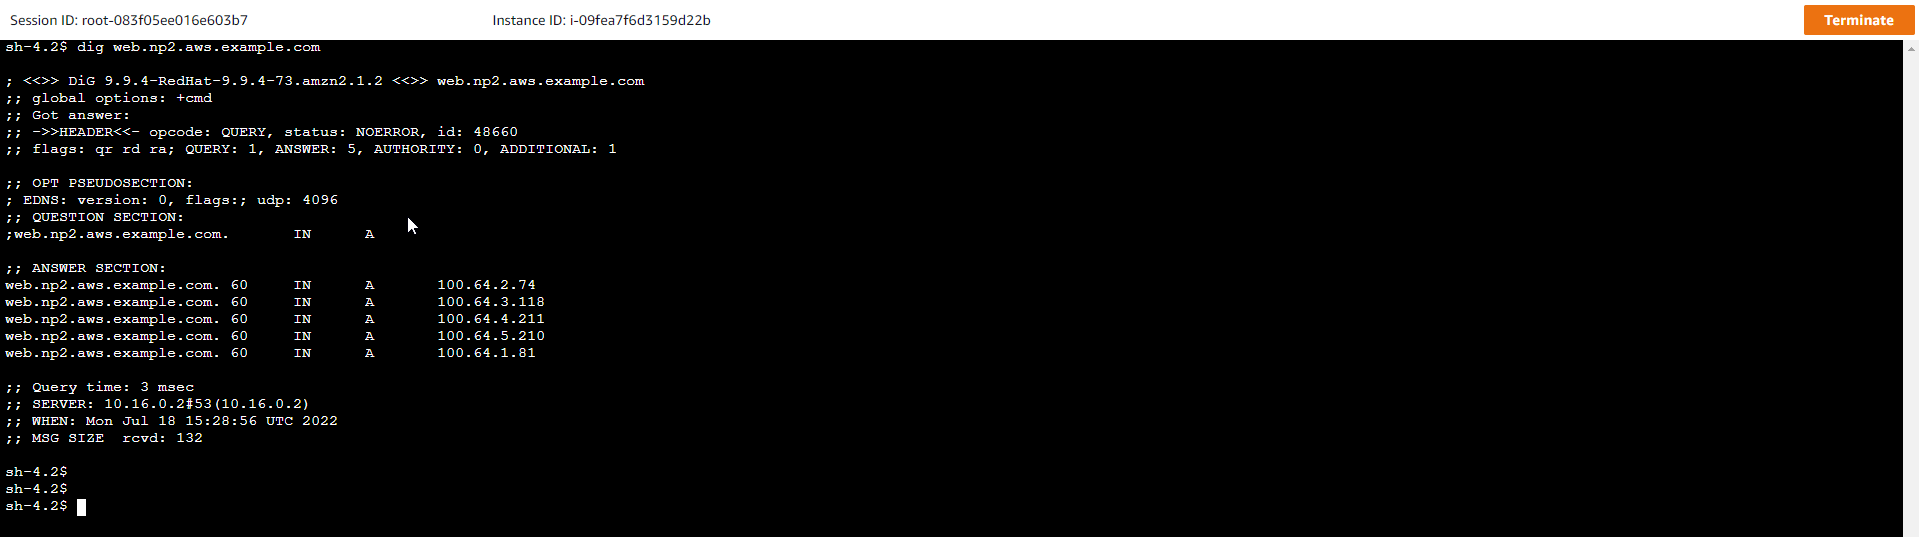 Session ID: root-083f05ee016e603b7 Instance ID: i-09fea7f6d3159d22b Terminate
sh-4.2$ dig web.np2.aws.example.com
; <<>> DiG 9.9.4-RedHat-9.9.4-73.amzn2.1.2 <<>> web.np2.aws.example.com
;; global options: +cmd
;; Got answer:
;; ->>HEADER<<- opcode: QUERY, status: NOERROR, id: 48660
;; flags: qr rd ra; QUERY: 1, ANSWER: 5, AUTHORITY: 0, ADDITIONAL: 1
;; OPT PSEUDOSECTION:
; EDNS: version: 0, flags:; udp: 4096
;; QUESTION SECTION:
;web.np2.aws.example.com. IN A
;; ANSWER SECTION:
web.np2.aws.example.com. 60 IN A 100.64.2.74
web.np2.aws.example.com. 60 IN A 100.64.3.118
web.np2.aws.example.com. 60 IN A 100.64.4.211
web.np2.aws.example.com. 60 IN A 100.64.5.210
web.np2.aws.example.com. 60 IN A 100.64.1.81
;; Query time: 3 msec
;; SERVER: 10.16.0.2#53(10.16.0.2)
;; WHEN: Mon Jul 18 15:28:56 UTC 2022
;; MSG SIZE rcvd: 132
sh-4.2$
sh-4.2$
sh-4.2$